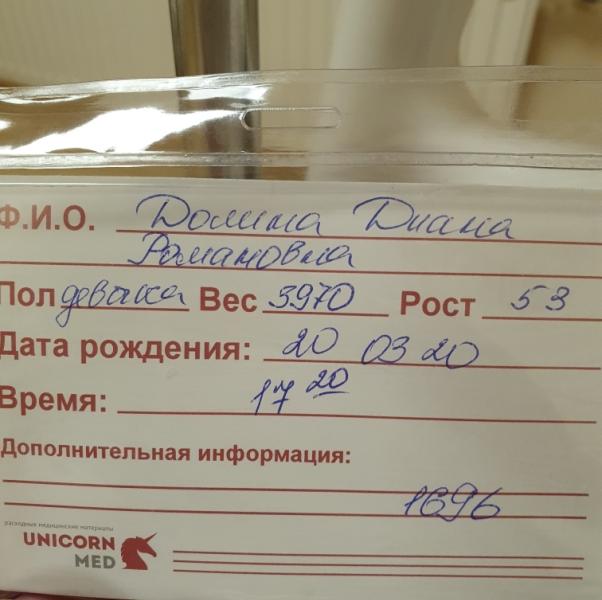 Ф.И.О. Долина Диана
Романовна
Пол девочка Вес 3970 Рост 53
Дата рождения: 20 03 20
Время: 17 20
Дополнительная информация:
1696
расходные медицинские материалы
UNICORN
MED